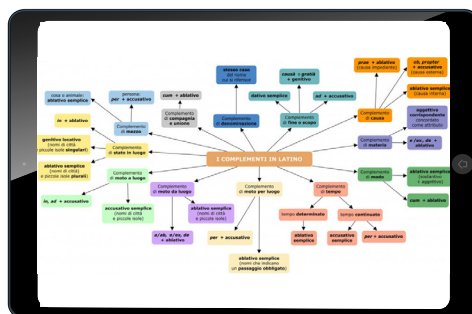 cosa o animale:
ablativo semplice
persona:
per + accusativo
cum + ablativo
stesso caso
del nome
cui si riferisce
causā o gratiā
+ genitivo
dativo semplice
ad + accusativo
prae + ablativo
(causa impediente)
ob, propter
+ accusativo
(causa esterna)
ablativo semplice
(causa interna)
in + ablativo
Complemento
di mezzo
Complemento
di compagnia
e unione
Complemento
di denominazione
Complemento
di fine o scopo
Complemento
di causa
aggettivo
corrispondente
(concordato
come attributo)
genitivo locativo
(nomi di città
e piccole isole singolari)
Complemento
di stato in luogo
I COMPLEMENTI IN LATINO
Complemento
di materia
e/ex, de +
ablativo
ablativo semplice
(nomi di città
e piccole isole plurali)
Complemento
di moto a luogo
Complemento
di moto da luogo
Complemento
di moto per luogo
Complemento
di tempo
Complemento
di modo
ablativo semplice
(sostantivo
+ aggettivo)
in, ad + accusativo
accusativo semplice
(nomi di città
e piccole isole)
ablativo semplice
(nomi di città
e piccole isole)
tempo determinato
tempo continuato
cum + ablativo
a/ab, e/ex, de
+ ablativo
per + accusativo
ablativo
semplice
accusativo
semplice
per + accusativo
ablativo semplice
(nomi che indicano
un passaggio obbligato)